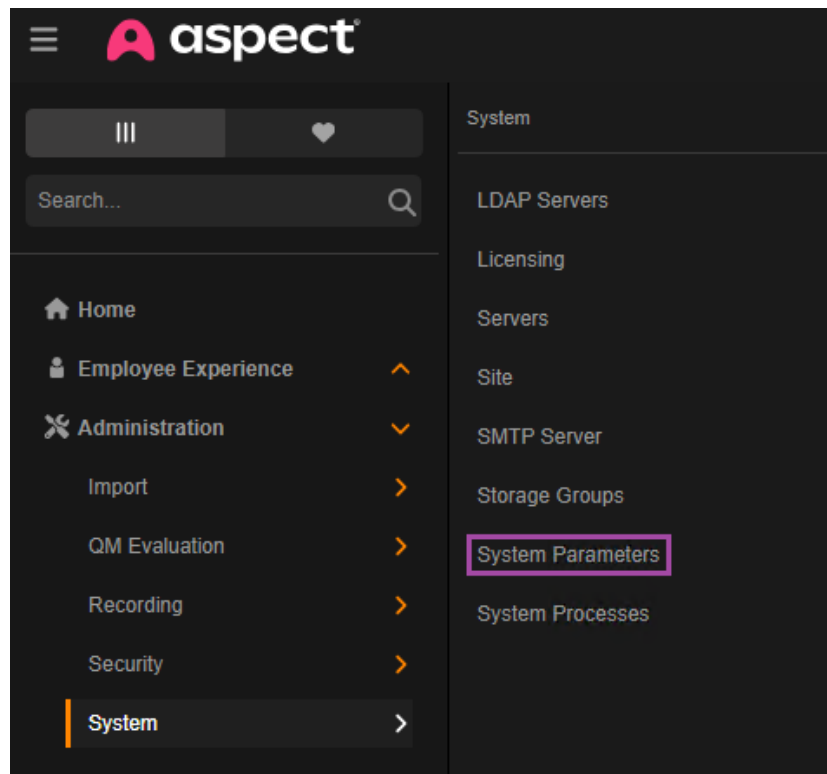 aspect
Search...
Home
Employee Experience
Administration
Import
QM Evaluation
Recording
Security
System
System
LDAP Servers
Licensing
Servers
Site
SMTP Server
Storage Groups
System Parameters
System Processes